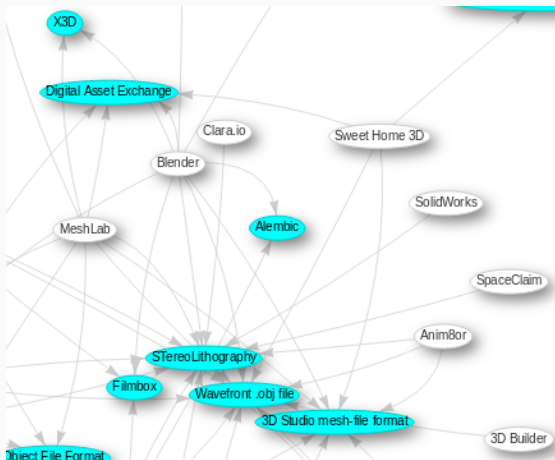 X3D
Digital Asset Exchange
Clara.io
Sweet Home 3D
Blender
SolidWorks
MeshLab
Alembic
SpaceClaim
Anim8or
STereoLithography
Filmbox
Wavefront .obj file
3D Studio mesh-file format
3D Builder
Object File Format